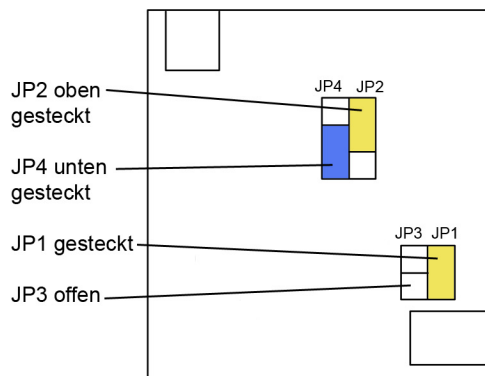 JP4 JP2
JP2 oben
gesteckt
JP4 unten
gesteckt
JP3 JP1
JP1 gesteckt
JP3 offen